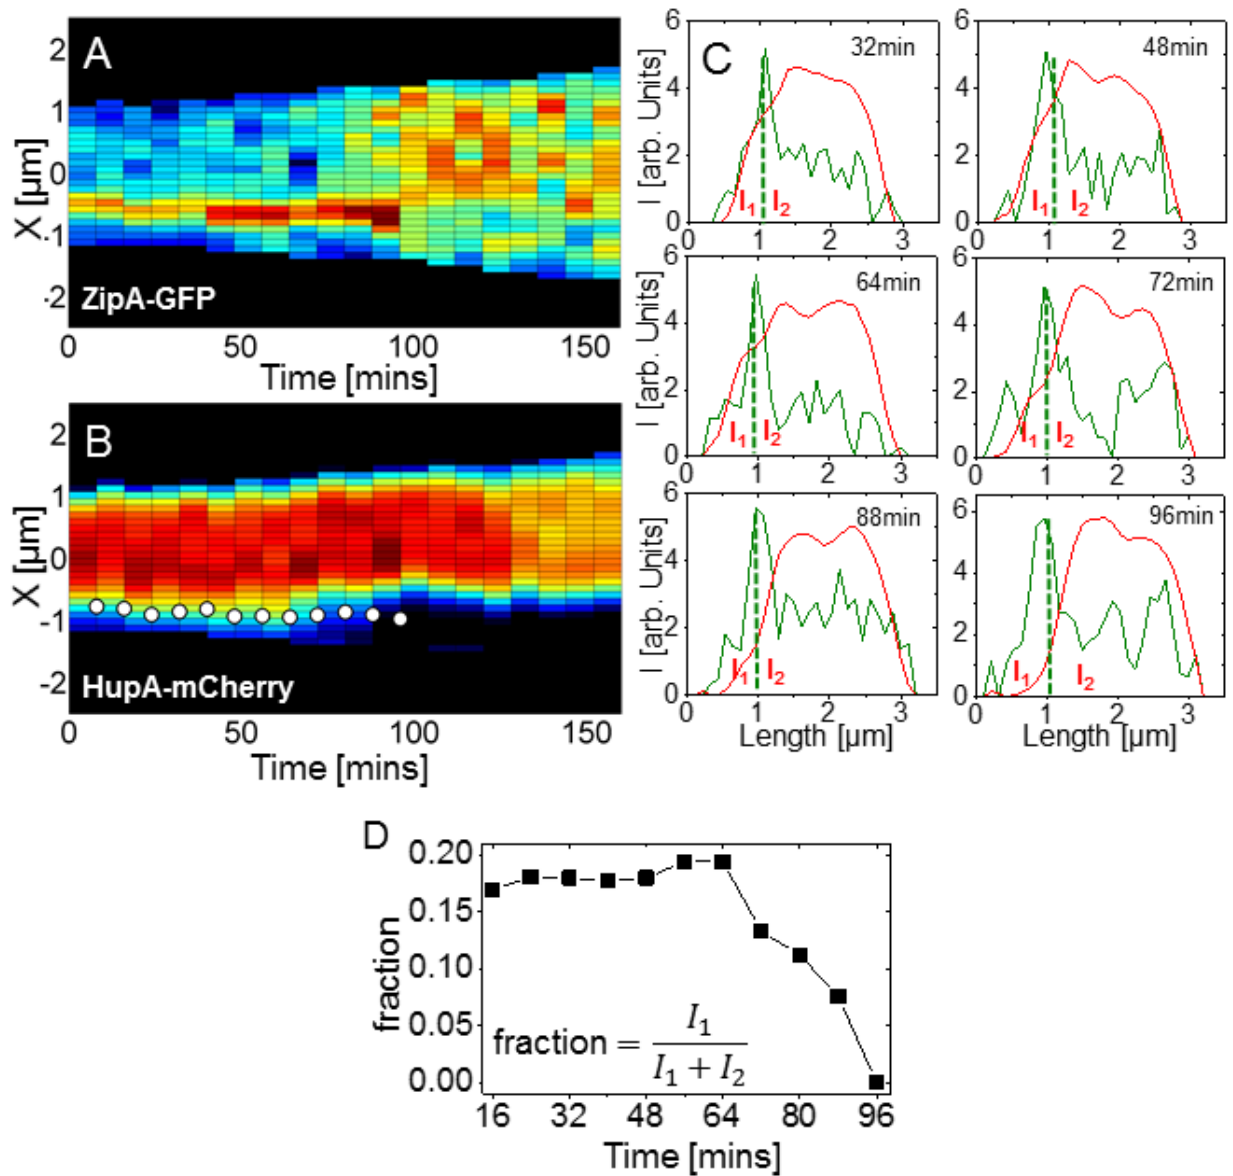 A
2
1
0
-1
-2
X [µm]
ZipA-GFP
0 50 100 150
Time [mins]
B
2
1
0
-1
-2
X [µm]
HupA-mCherry
0 50 100 150
Time [mins]
C
6
4
2
0
I [arb. Units]
32min
I1 I2
0 1 2 3
6
4
2
0
48min
I1 I2
0 1 2 3
6
4
2
0
I [arb. Units]
64min
I1 I2
0 1 2 3
6
4
2
0
72min
I1 I2
0 1 2 3
6
4
2
0
I [arb. Units]
88min
I1 I2
0 1 2 3
Length [µm]
6
4
2
0
96min
I1 I2
0 1 2 3
Length [µm]
D
0.20
0.15
0.10
0.05
0.00
fraction
fraction = I1 / (I1 + I2)
16 32 48 64 80 96
Time [mins]